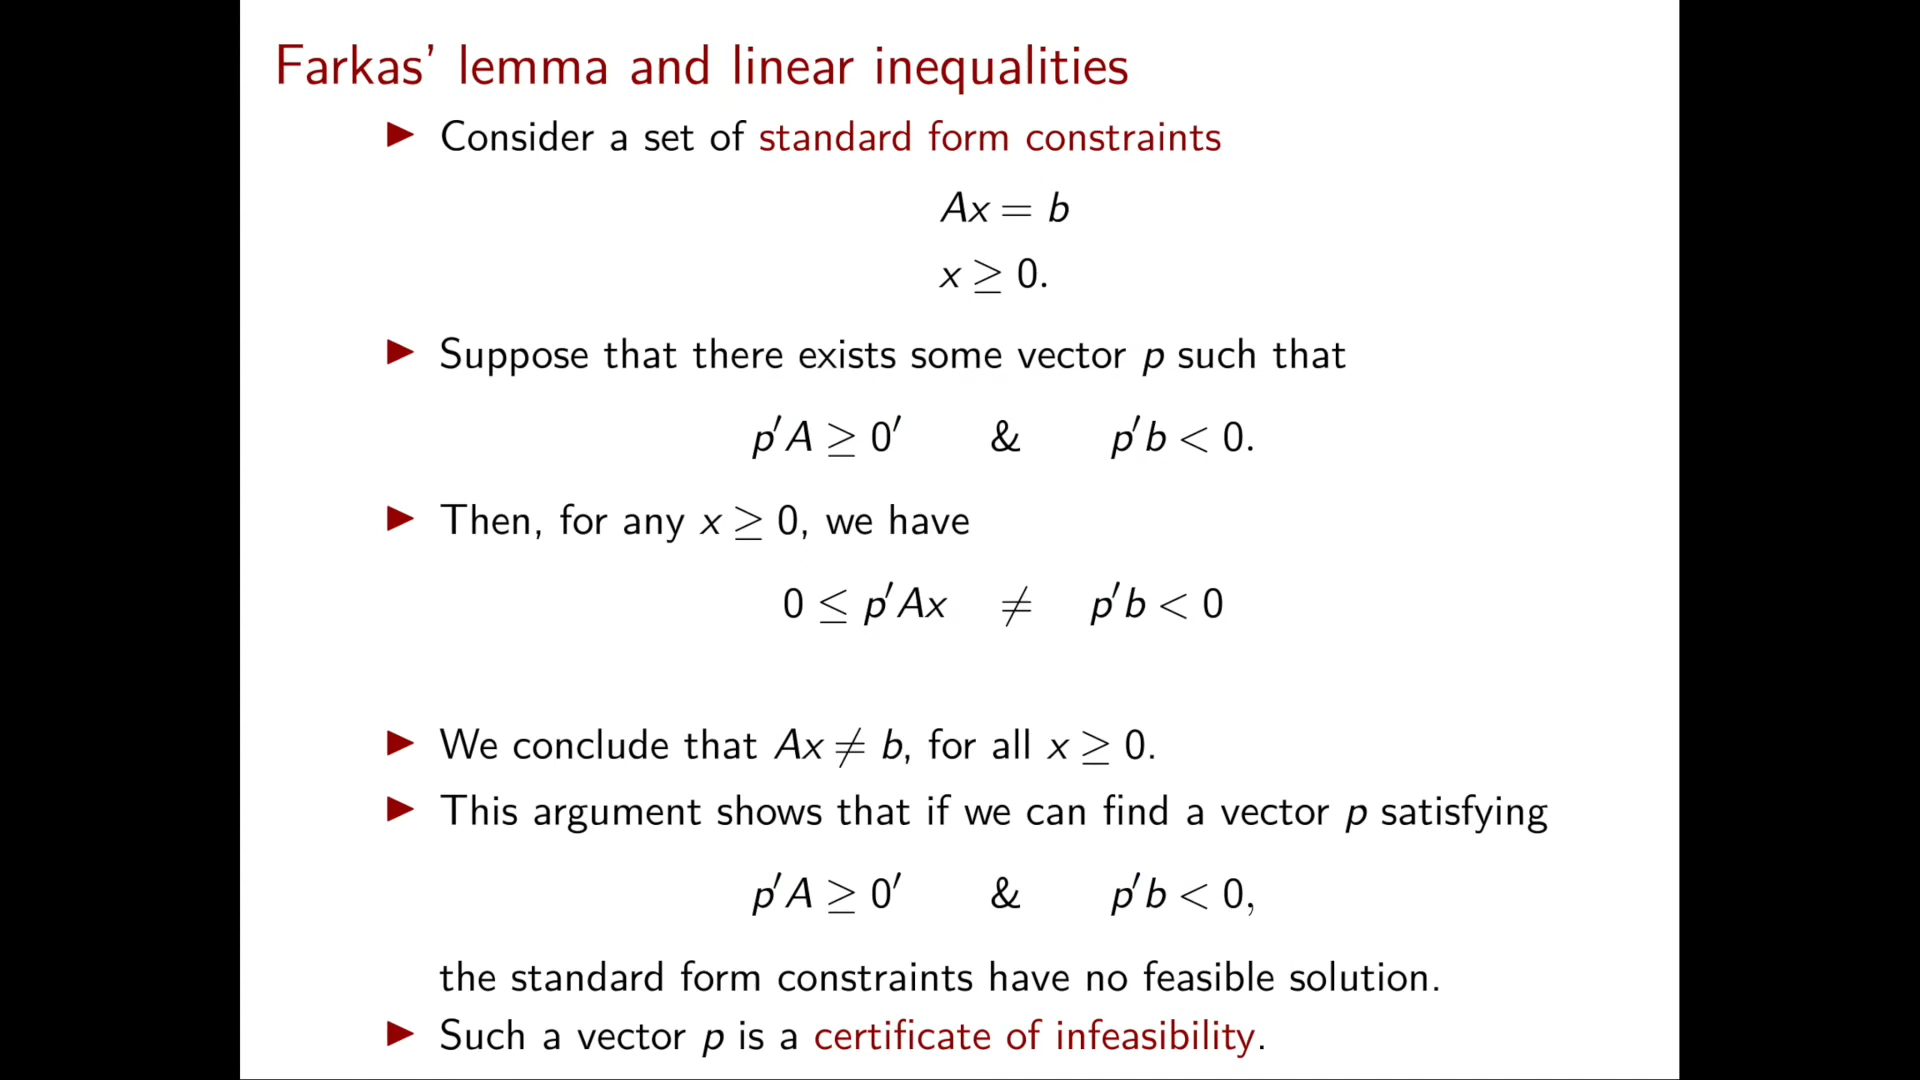 Farkas' lemma and linear inequalities
▶ Consider a set of standard form constraints
Ax = b
x ≥ 0.
▶ Suppose that there exists some vector p such that
p′A ≥ 0′ & p′b < 0.
▶ Then, for any x ≥ 0, we have
0 ≤ p′Ax ≠ p′b < 0
▶ We conclude that Ax ≠ b, for all x ≥ 0.
▶ This argument shows that if we can find a vector p satisfying
p′A ≥ 0′ & p′b < 0,
the standard form constraints have no feasible solution.
▶ Such a vector p is a certificate of infeasibility.